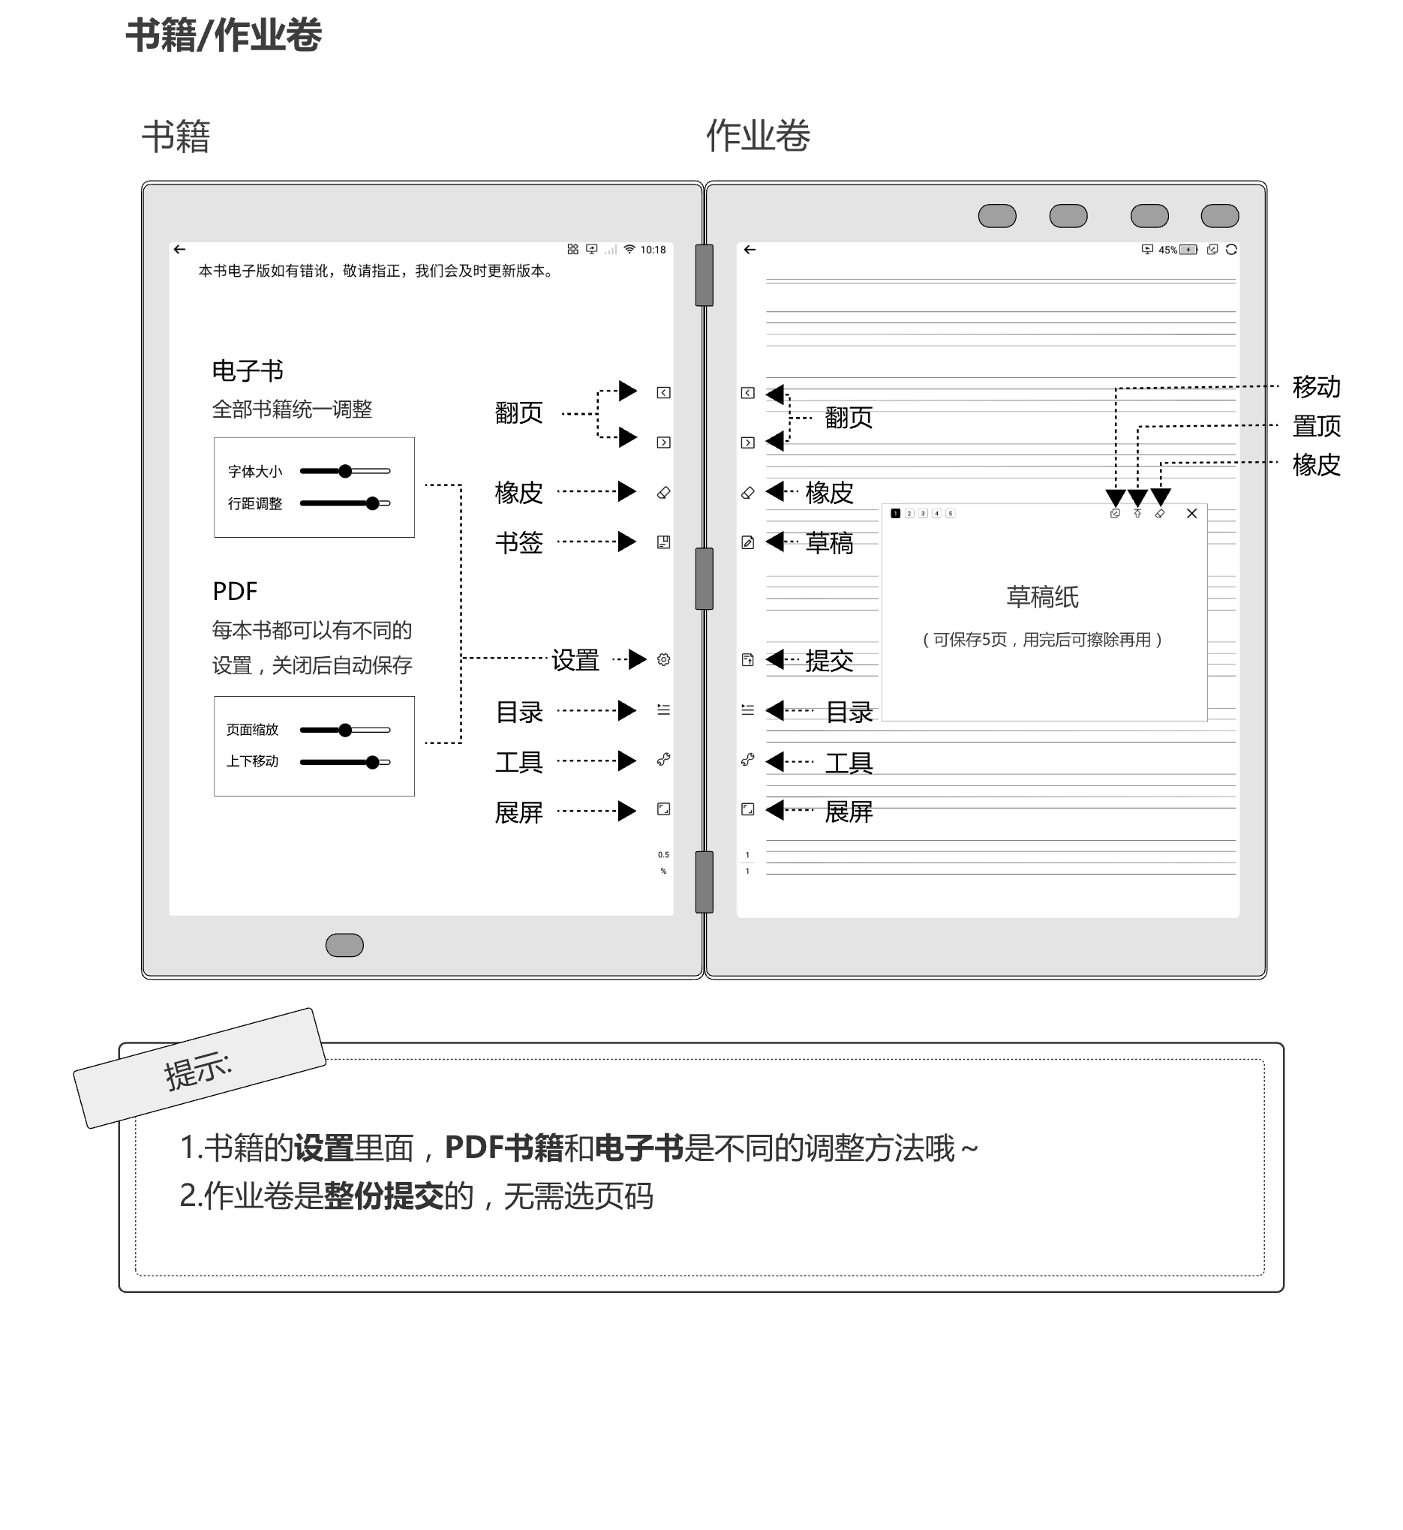 书籍/作业卷
书籍
作业卷
10:18
本书电子版如有错讹，敬请指正，我们会及时更新版本。
电子书
全部书籍统一调整
字体大小
行距调整
PDF
每本书都可以有不同的
设置，关闭后自动保存
页面缩放
上下移动
翻页
橡皮
书签
设置
目录
工具
展屏
0.5
%
45%
翻页
橡皮
草稿
提交
目录
工具
展屏
1
1
移动
置顶
橡皮
1 2 3 4 5
草稿纸
（可保存5页，用完后可擦除再用）
提示:
1.书籍的设置里面，PDF书籍和电子书是不同的调整方法哦~
2.作业卷是整份提交的，无需选页码